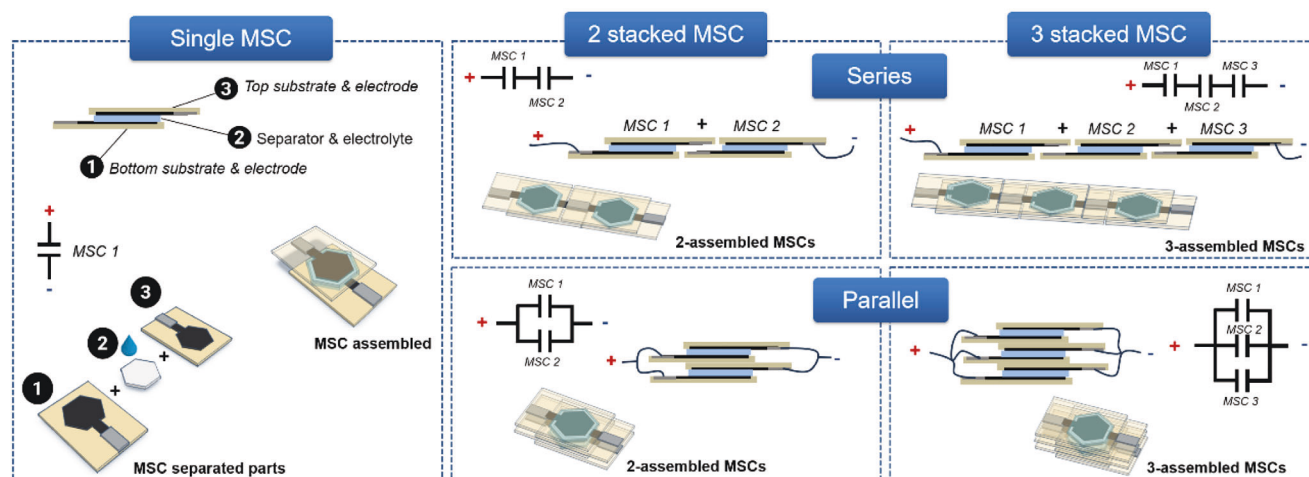 Single MSC
3 Top substrate & electrode
2 Separator & electrolyte
1 Bottom substrate & electrode
+
MSC 1
-
3
2
+
1
+
MSC assembled
MSC separated parts
2 stacked MSC
3 stacked MSC
Series
MSC 1
+ -
MSC 2
+ MSC 1 + MSC 2 -
2-assembled MSCs
MSC 1 MSC 3
+ -
MSC 2
+ MSC 1 + MSC 2 + MSC 3 -
3-assembled MSCs
Parallel
MSC 1
+ -
MSC 2
+ -
2-assembled MSCs
+ -
MSC 1
MSC 2
+ -
MSC 3
3-assembled MSCs